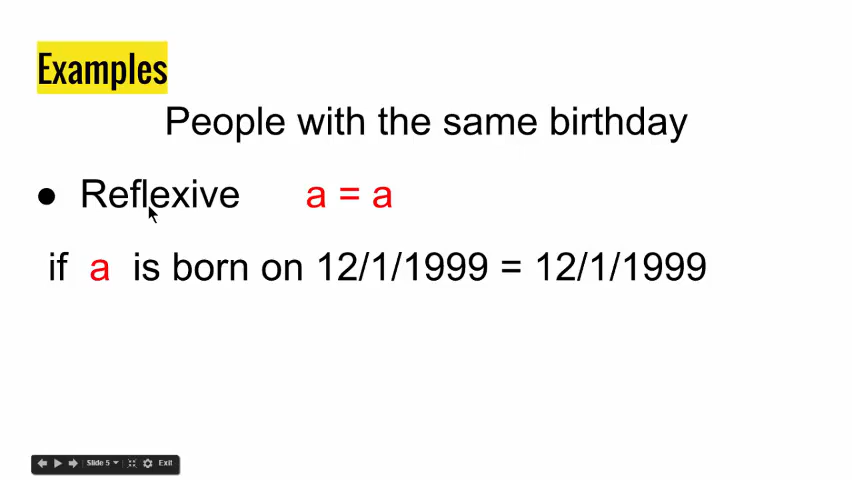 Examples
People with the same birthday
● Reflexive a = a
if a is born on 12/1/1999 = 12/1/1999
Slide 5 Exit